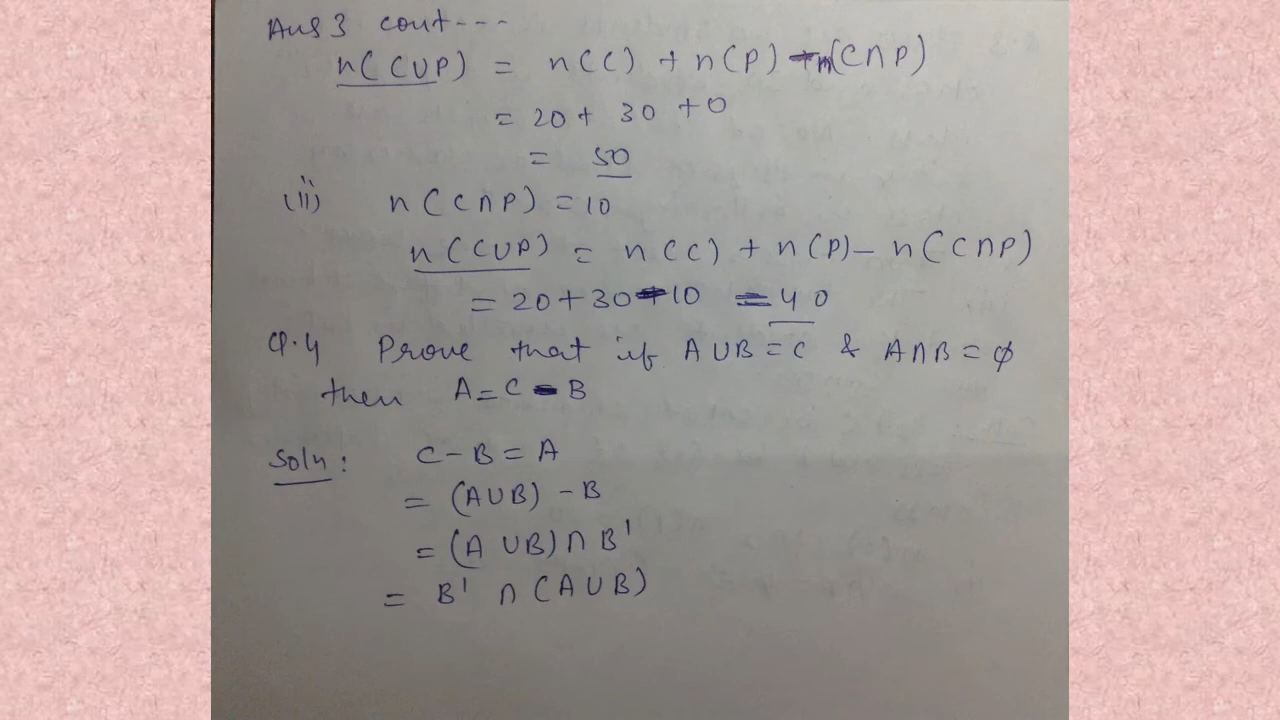 Ans 3 cont---
n(C∪P) = n(C) + n(P) - n(C∩P)
= 20 + 30 + 0
= 50
(ii) n(C∩P) = 10
n(C∪P) = n(C) + n(P) - n(C∩P)
= 20 + 30 - 10 = 40
Q.4 Prove that if A∪B = C & A∩B = ϕ
then A = C - B
Soln: C - B = A
= (A∪B) - B
= (A∪B) ∩ B'
= B' ∩ (A∪B)